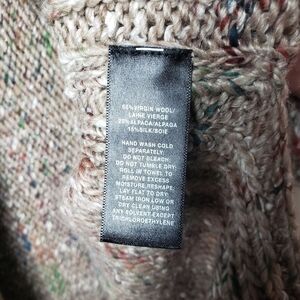 65% VIRGIN WOOL/
LAINE VIERGE
20% ALPACA/ALPAGA
15% SILK/SOIE
HAND WASH COLD
SEPARATELY.
DO NOT BLEACH.
DO NOT TUMBLE DRY.
ROLL IN TOWEL TO
REMOVE EXCESS
MOISTURE, RESHAPE,
LAY FLAT TO DRY.
STEAM IRON LOW OR
DRY CLEAN USING
ANY SOLVENT EXCEPT
TRICHLOROETHYLENE